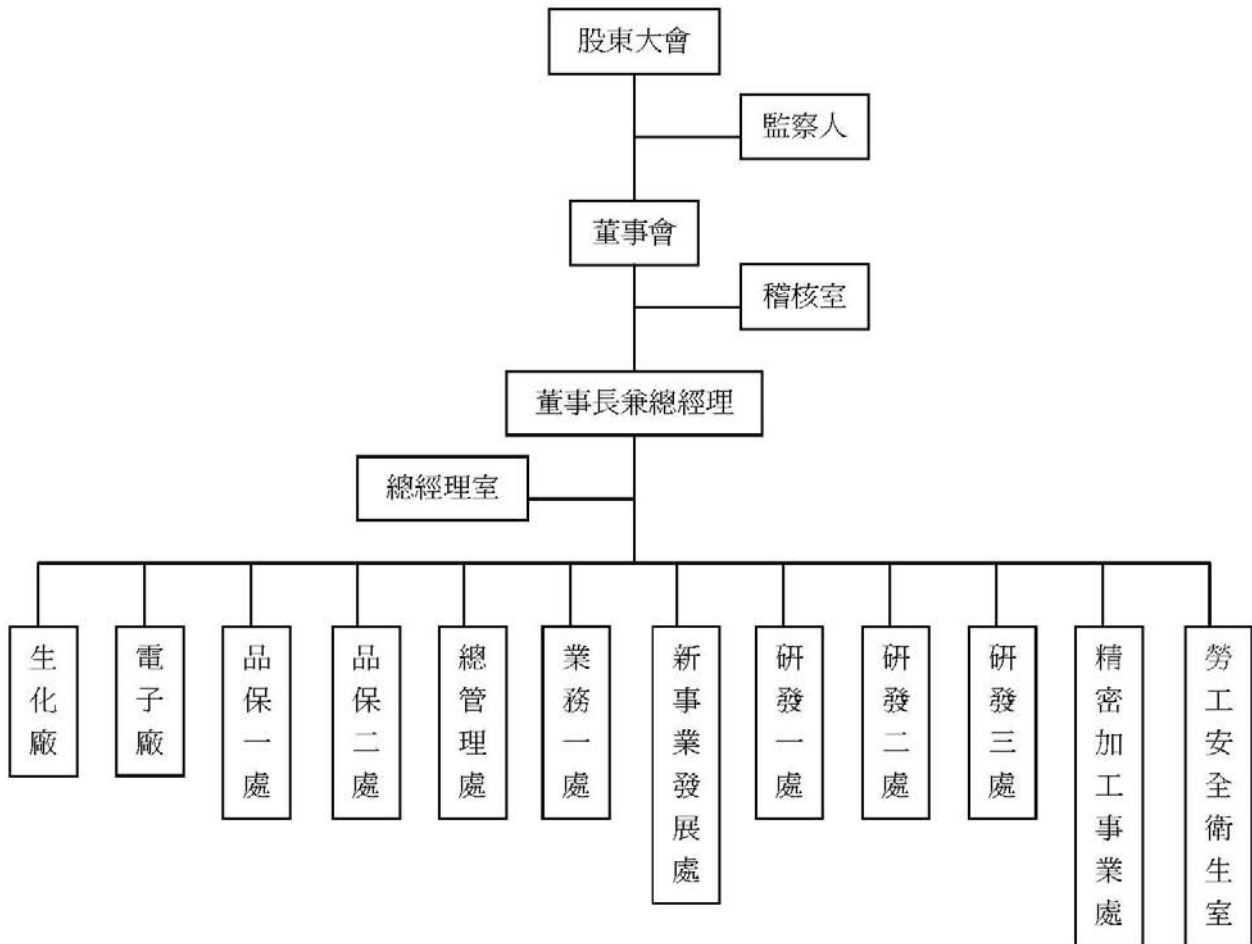 股東大會
監察人
董事會
稽核室
董事長兼總經理
總經理室
生化廠
電子廠
品保一處
品保二處
總管理處
業務一處
新事業發展處
研發一處
研發二處
研發三處
精密加工事業處
勞工安全衛生室